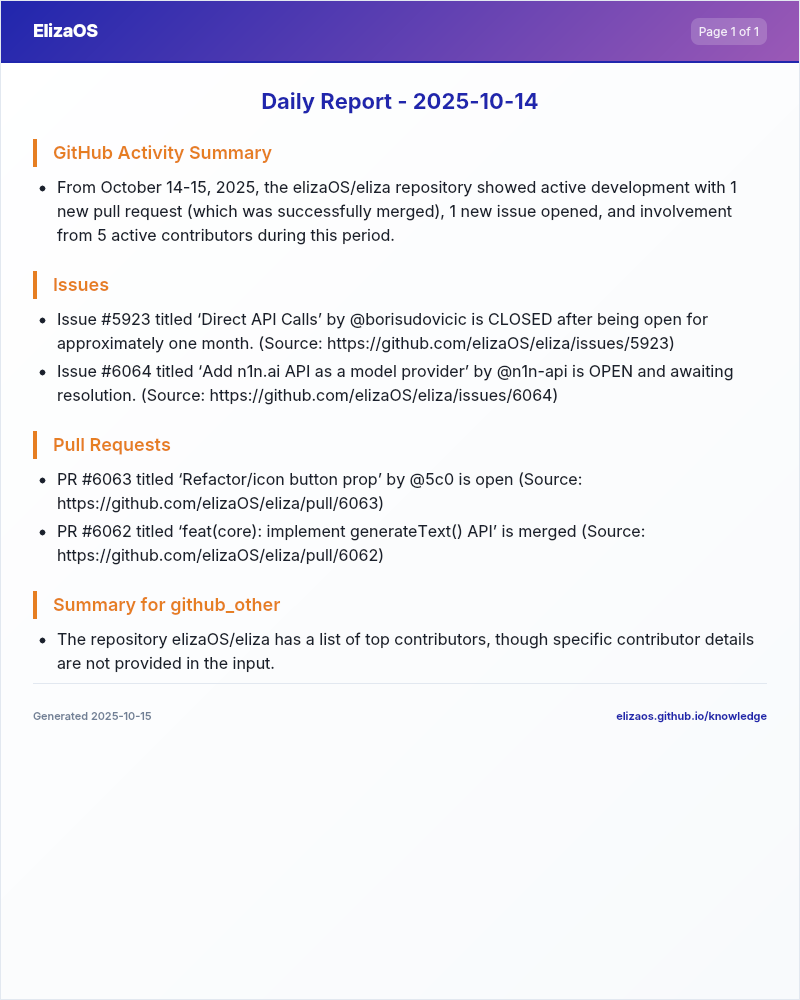 ElizaOS
Page 1 of 1
Daily Report - 2025-10-14
GitHub Activity Summary
• From October 14-15, 2025, the elizaOS/eliza repository showed active development with 1
new pull request (which was successfully merged), 1 new issue opened, and involvement
from 5 active contributors during this period.
Issues
• Issue #5923 titled ‘Direct API Calls’ by @borisudovicic is CLOSED after being open for
approximately one month. (Source: https://github.com/elizaOS/eliza/issues/5923)
• Issue #6064 titled ‘Add n1n.ai API as a model provider’ by @n1n-api is OPEN and awaiting
resolution. (Source: https://github.com/elizaOS/eliza/issues/6064)
Pull Requests
• PR #6063 titled ‘Refactor/icon button prop’ by @5c0 is open (Source:
https://github.com/elizaOS/eliza/pull/6063)
• PR #6062 titled ‘feat(core): implement generateText() API’ is merged (Source:
https://github.com/elizaOS/eliza/pull/6062)
Summary for github_other
• The repository elizaOS/eliza has a list of top contributors, though specific contributor details
are not provided in the input.
Generated 2025-10-15
elizaos.github.io/knowledge